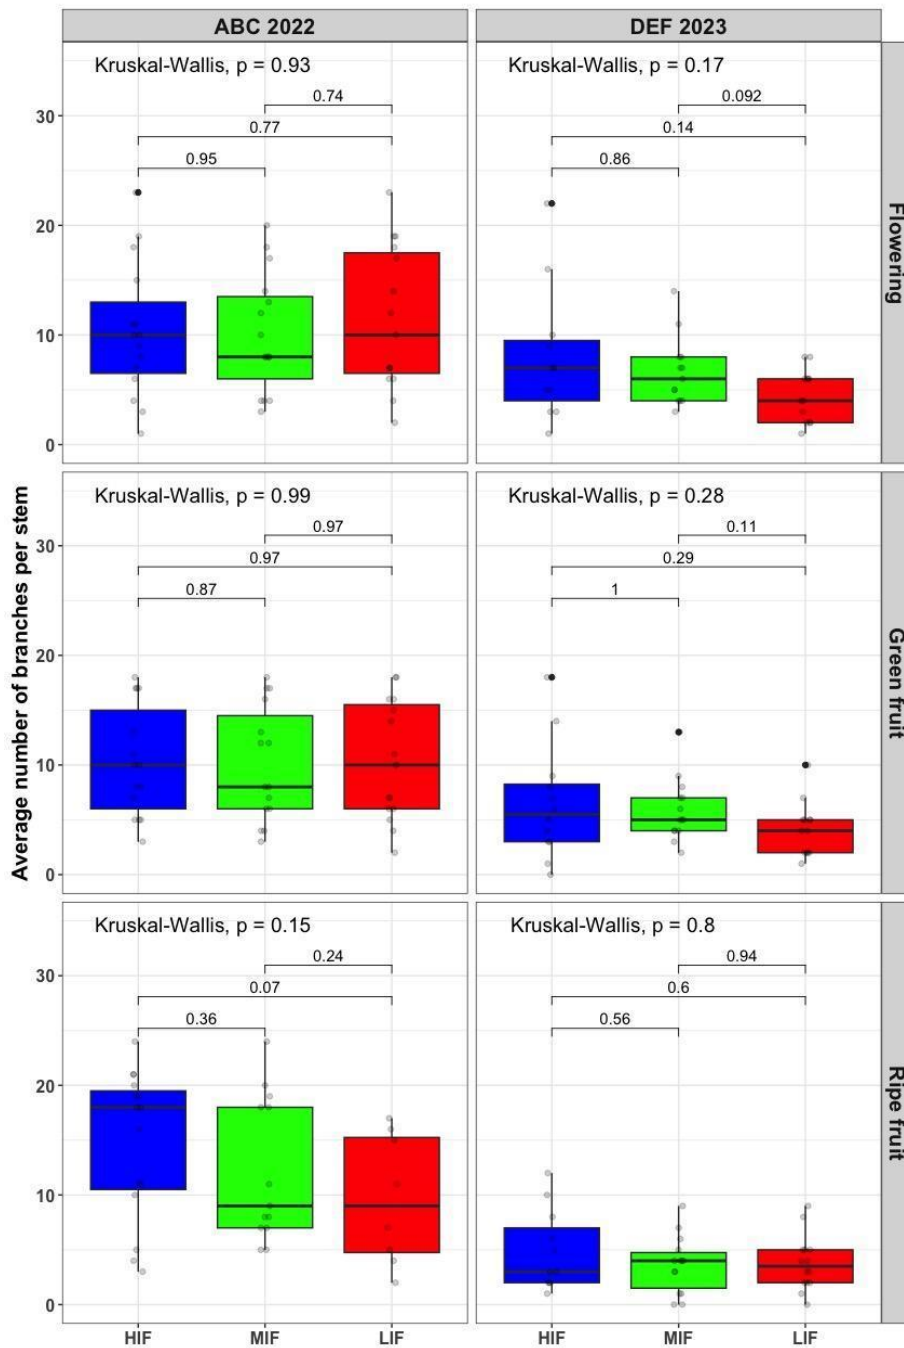 ABC 2022
DEF 2023
Kruskal-Wallis, p = 0.93
Kruskal-Wallis, p = 0.17
0.74
0.77
0.95
0.092
0.14
0.86
30
20
10
0
Flowering
Average number of branches per stem
Kruskal-Wallis, p = 0.99
Kruskal-Wallis, p = 0.28
0.97
0.97
0.87
0.11
0.29
1
30
20
10
0
Green fruit
Kruskal-Wallis, p = 0.15
Kruskal-Wallis, p = 0.8
0.24
0.07
0.36
0.94
0.6
0.56
30
20
10
0
Ripe fruit
HIF MIF LIF
HIF MIF LIF